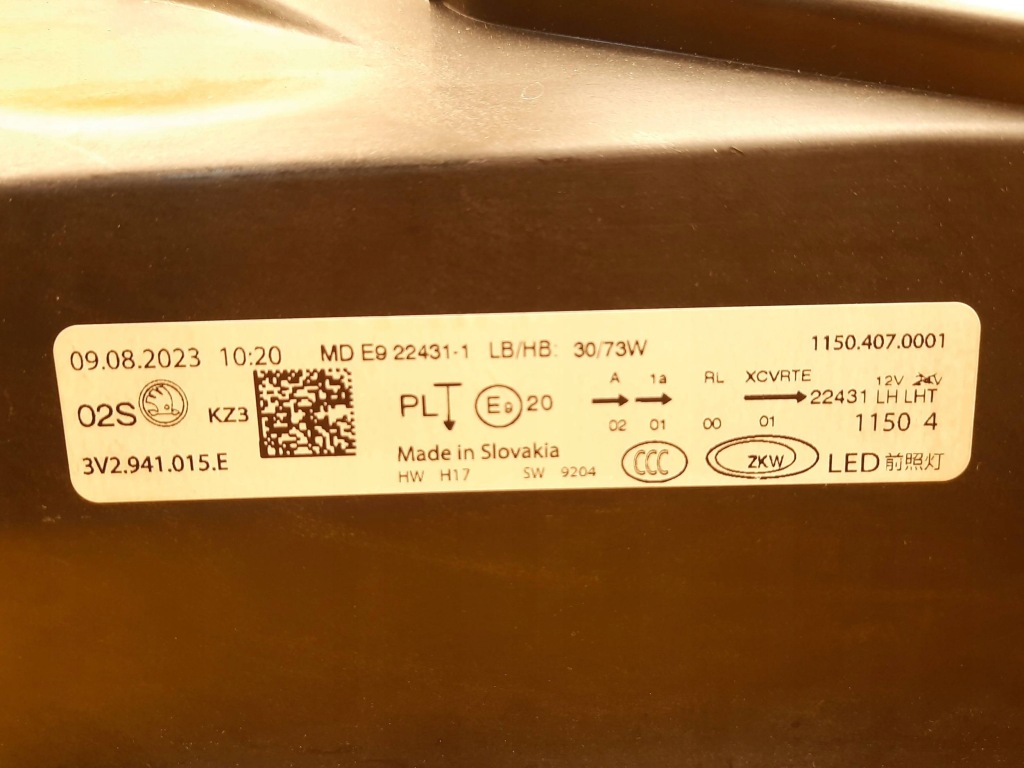 09.08.2023 10:20 MD E9 22431-1 LB/HB: 30/73W 1150.407.0001
02S KZ3 PL E9 20 A 1a RL XCVRTE 12V 24V
22431 LH LHT
02 01 00 01 1150 4
3V2.941.015.E Made in Slovakia CCC ZKW LED 前照灯
HW H17 SW 9204